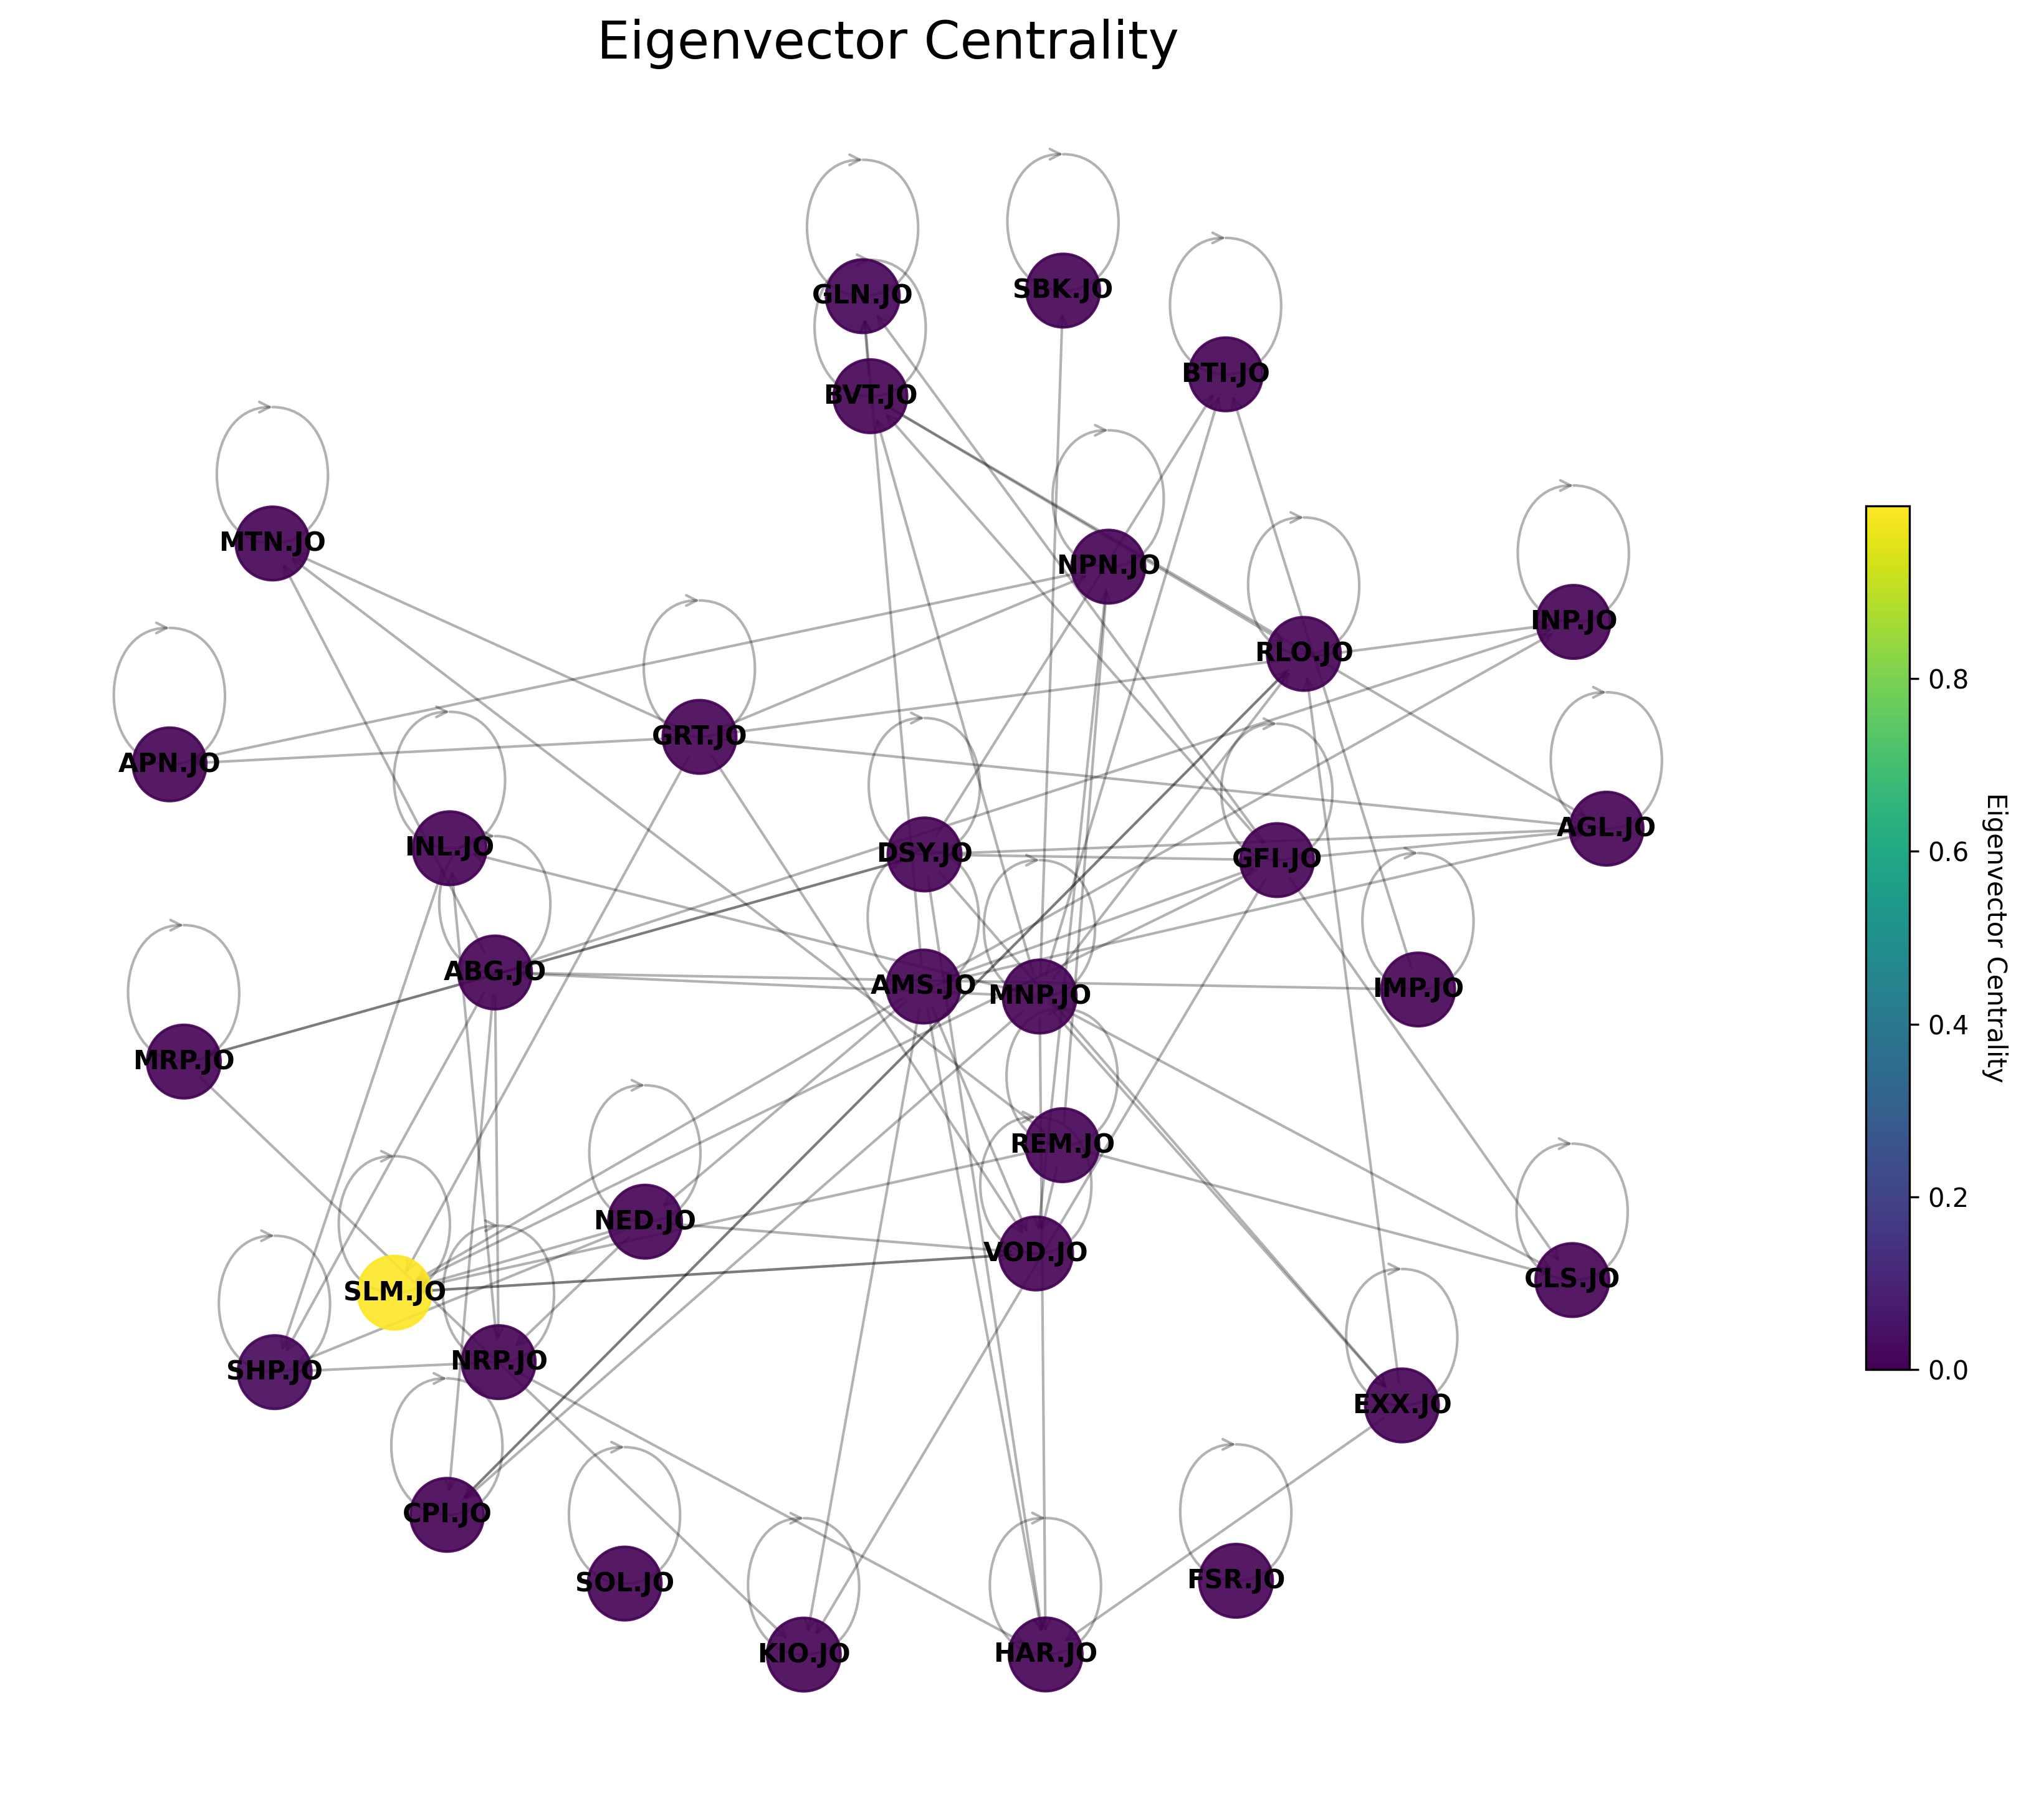 Eigenvector Centrality
GLN.JO
SBK.JO
BTI.JO
BVT.JO
MTN.JO
NPN.JO
INP.JO
RLO.JO
GRT.JO
APN.JO
AGL.JO
INL.JO
DSY.JO
GFI.JO
ABG.JO
AMS.JO
MNP.JO
IMP.JO
MRP.JO
REM.JO
NED.JO
VOD.JO
CLS.JO
SLM.JO
SHP.JO
NRP.JO
EXX.JO
CPI.JO
SOL.JO
FSR.JO
KIO.JO
HAR.JO
0.8
0.6
0.4
0.2
0.0
Eigenvector Centrality